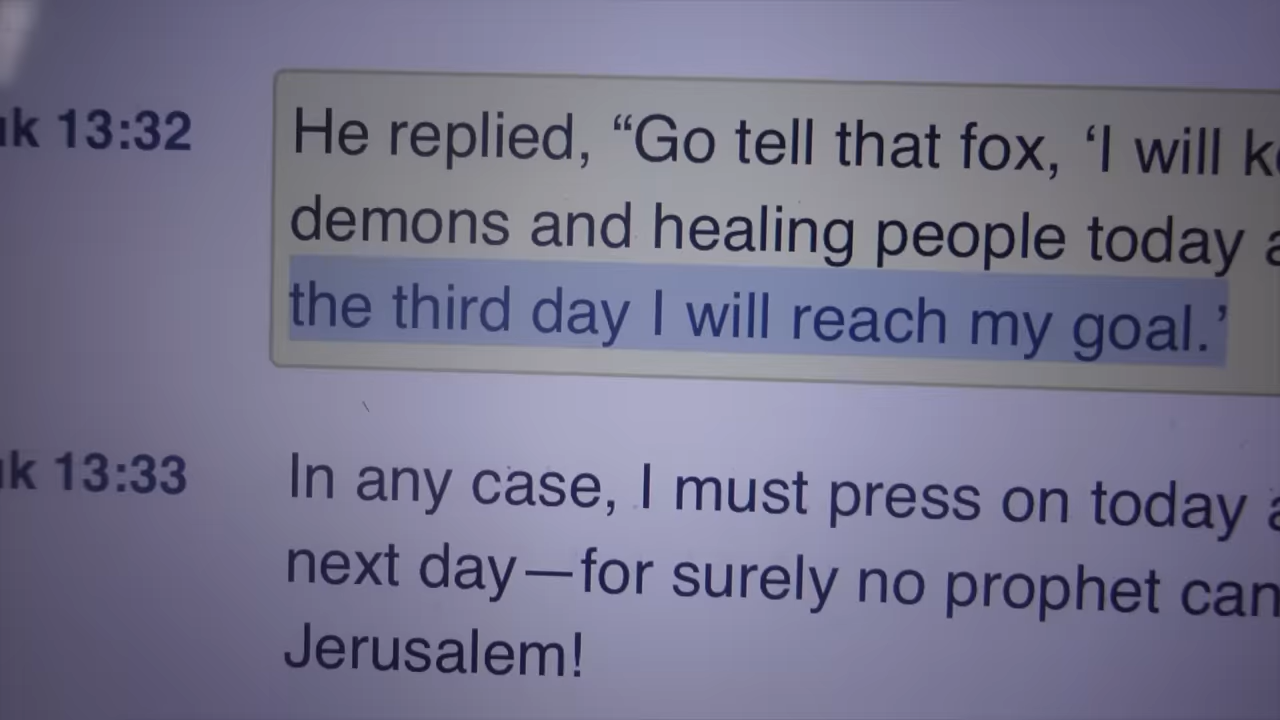 13:32
He replied, “Go tell that fox, ‘I will
demons and healing people today
the third day I will reach my goal.’
13:33
In any case, I must press on today
next day—for surely no prophet can
Jerusalem!